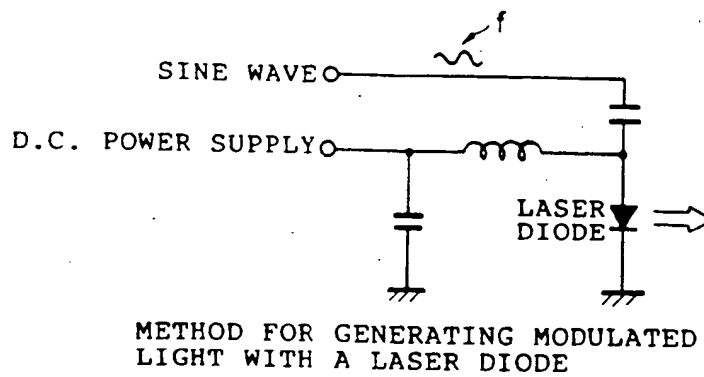 f
SINE WAVE
D.C. POWER SUPPLY
LASER
DIODE
METHOD FOR GENERATING MODULATED
LIGHT WITH A LASER DIODE